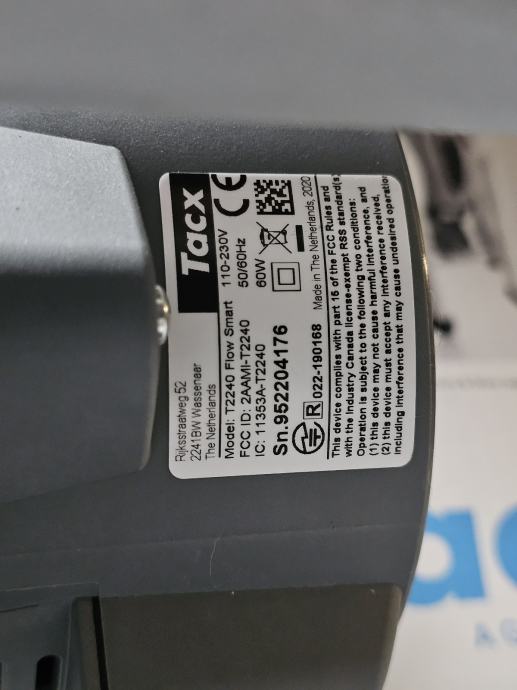 Tacx
Rijksstraatweg 52
2241BW Wassenaar
The Netherlands
Model: T2240 Flow Smart
FCC ID: 2AAMI-T2240
IC: 11353A-T2240
110-230V
50/60Hz
60W
CE
Sn.952204176
R 022-190168
Made in The Netherlands, 2020
This device complies with part 15 of the FCC Rules and
with the Industry Canada license-exempt RSS standard(s).
Operation is subject to the following two conditions:
(1) this device may not cause harmful interference, and
(2) this device must accept any interference received,
including interference that may cause undesired operation
ac
A G